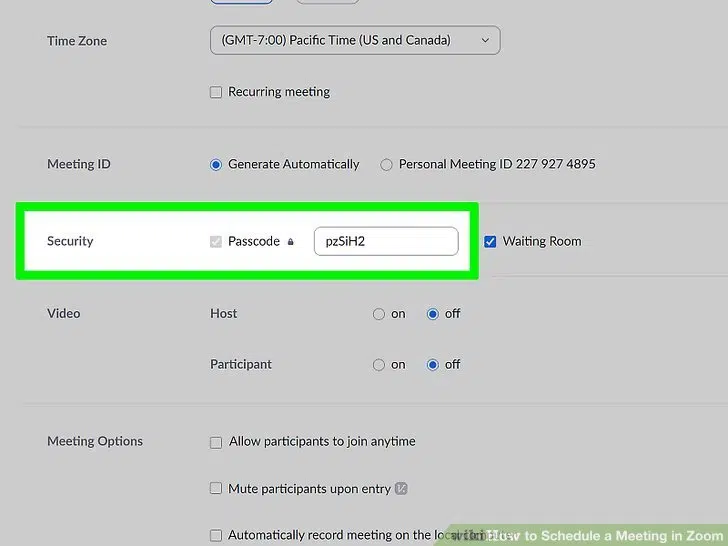 Time Zone
(GMT-7:00) Pacific Time (US and Canada)
Recurring meeting
Meeting ID
Generate Automatically
Personal Meeting ID 227 927 4895
Security
Passcode
pzSiH2
Waiting Room
Video
Host
on
off
Participant
on
off
Meeting Options
Allow participants to join anytime
Mute participants upon entry
Automatically record meeting on the
wikiHow to Schedule a Meeting in Zoom